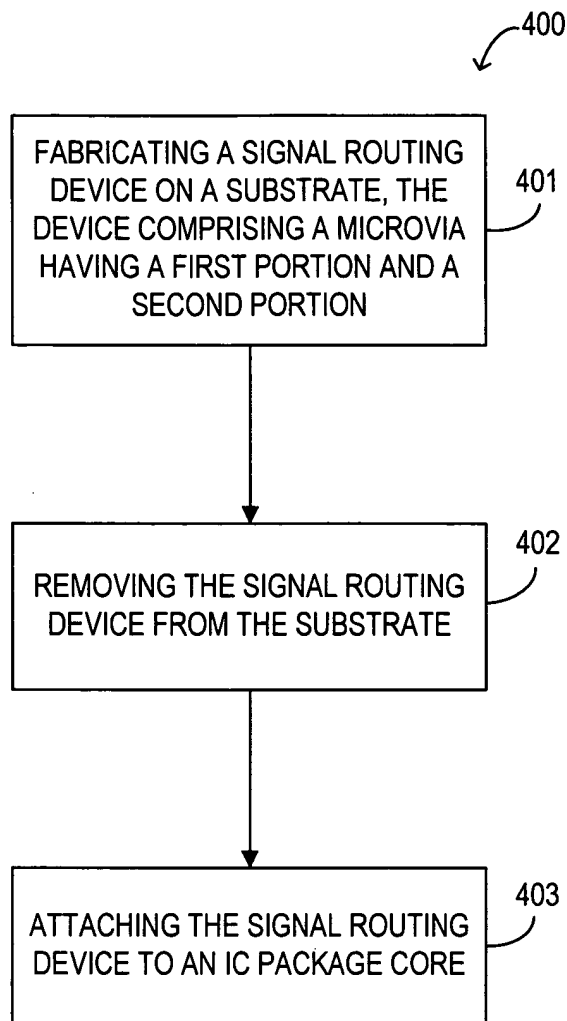 400
FABRICATING A SIGNAL ROUTING
DEVICE ON A SUBSTRATE, THE
DEVICE COMPRISING A MICROVIA
HAVING A FIRST PORTION AND A
SECOND PORTION
401
REMOVING THE SIGNAL ROUTING
DEVICE FROM THE SUBSTRATE
402
ATTACHING THE SIGNAL ROUTING
DEVICE TO AN IC PACKAGE CORE
403